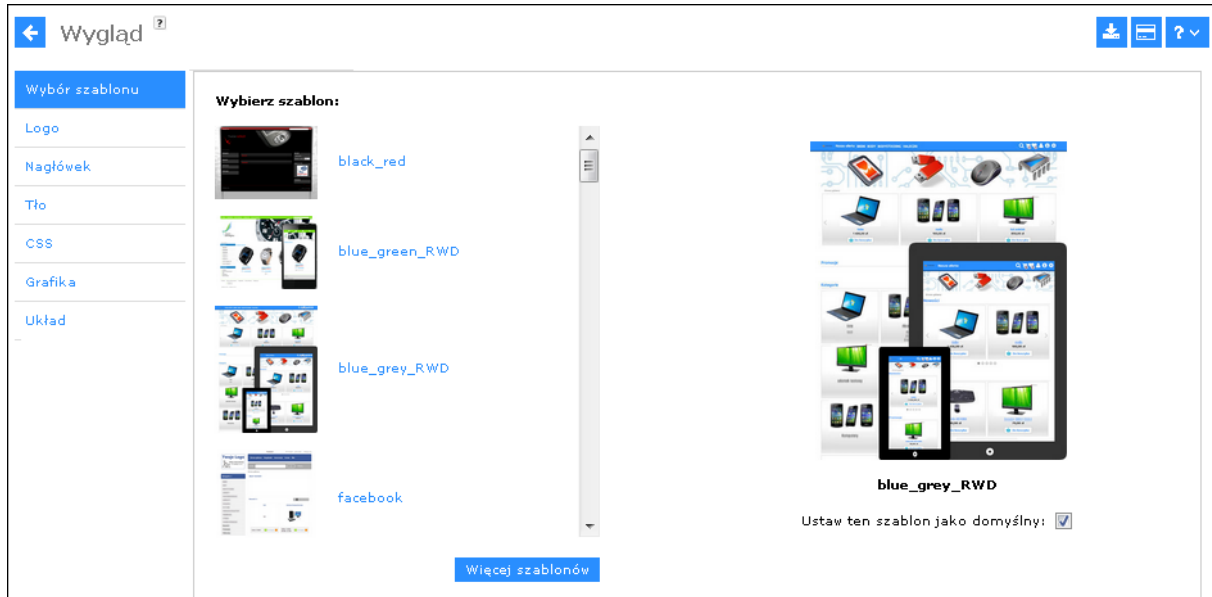 Wygląd ?
?
Wybór szablonu
Logo
Nagłówek
Tło
CSS
Grafika
Układ
Wybierz szablon:
black_red
blue_green_RWD
blue_grey_RWD
facebook
Więcej szablonów
blue_grey_RWD
Ustaw ten szablon jako domyślny: